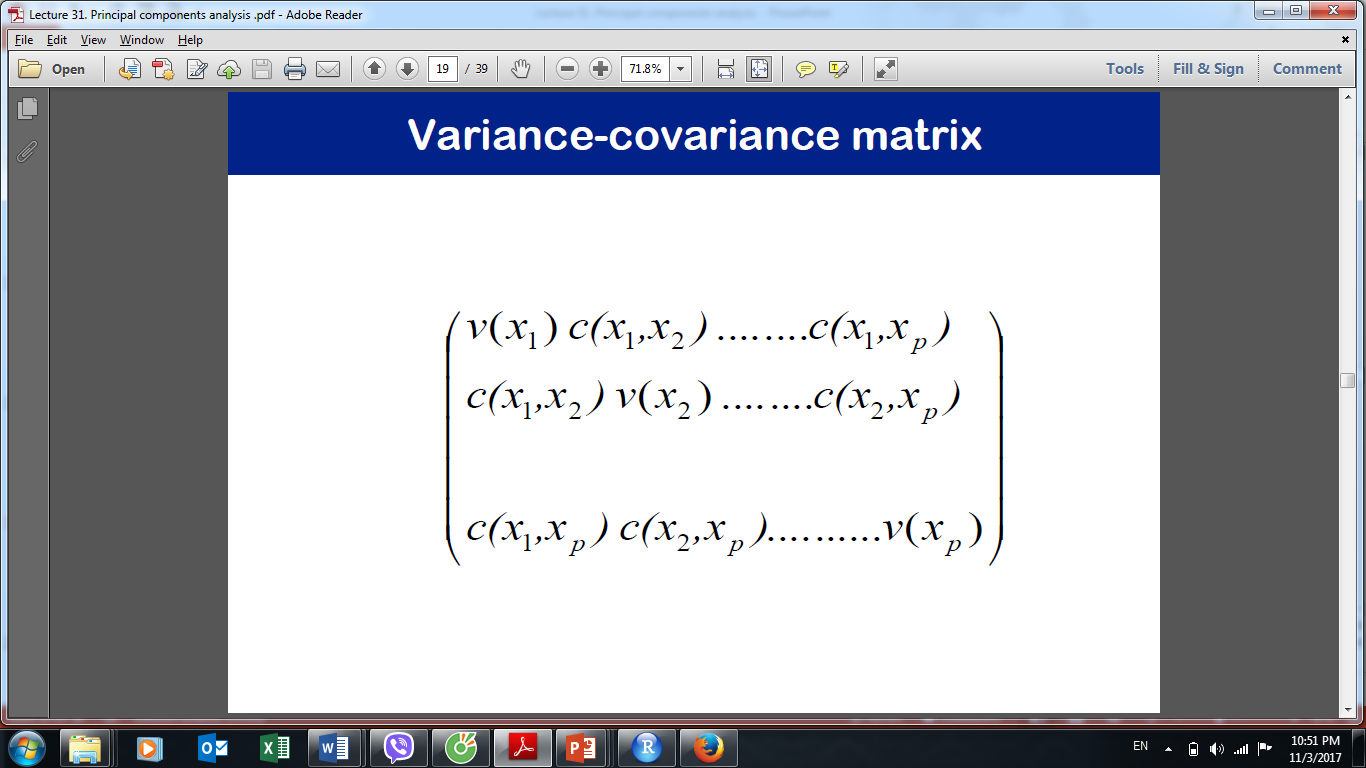 Lecture 31. Principal components analysis .pdf - Adobe Reader
File Edit View Window Help
Open 19 / 39 71.8% Tools Fill & Sign Comment
Variance-covariance matrix
v(x₁) c(x₁,x₂) ........c(x₁,xₚ)
c(x₁,x₂) v(x₂) ........c(x₂,xₚ)
c(x₁,xₚ) c(x₂,xₚ)..........v(xₚ)
EN 10:51 PM
11/3/2017